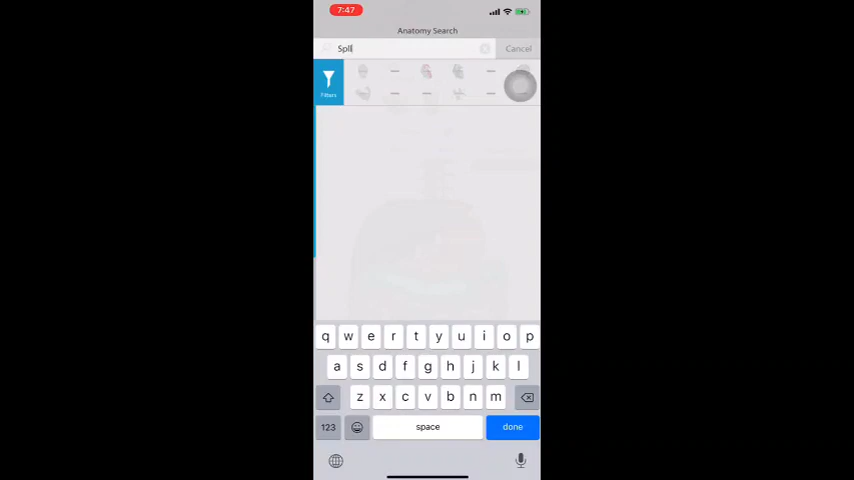 7:47
Anatomy Search
Spll
Cancel
Filters
q w e r t y u i o p
a s d f g h j k l
z x c v b n m
123 space done